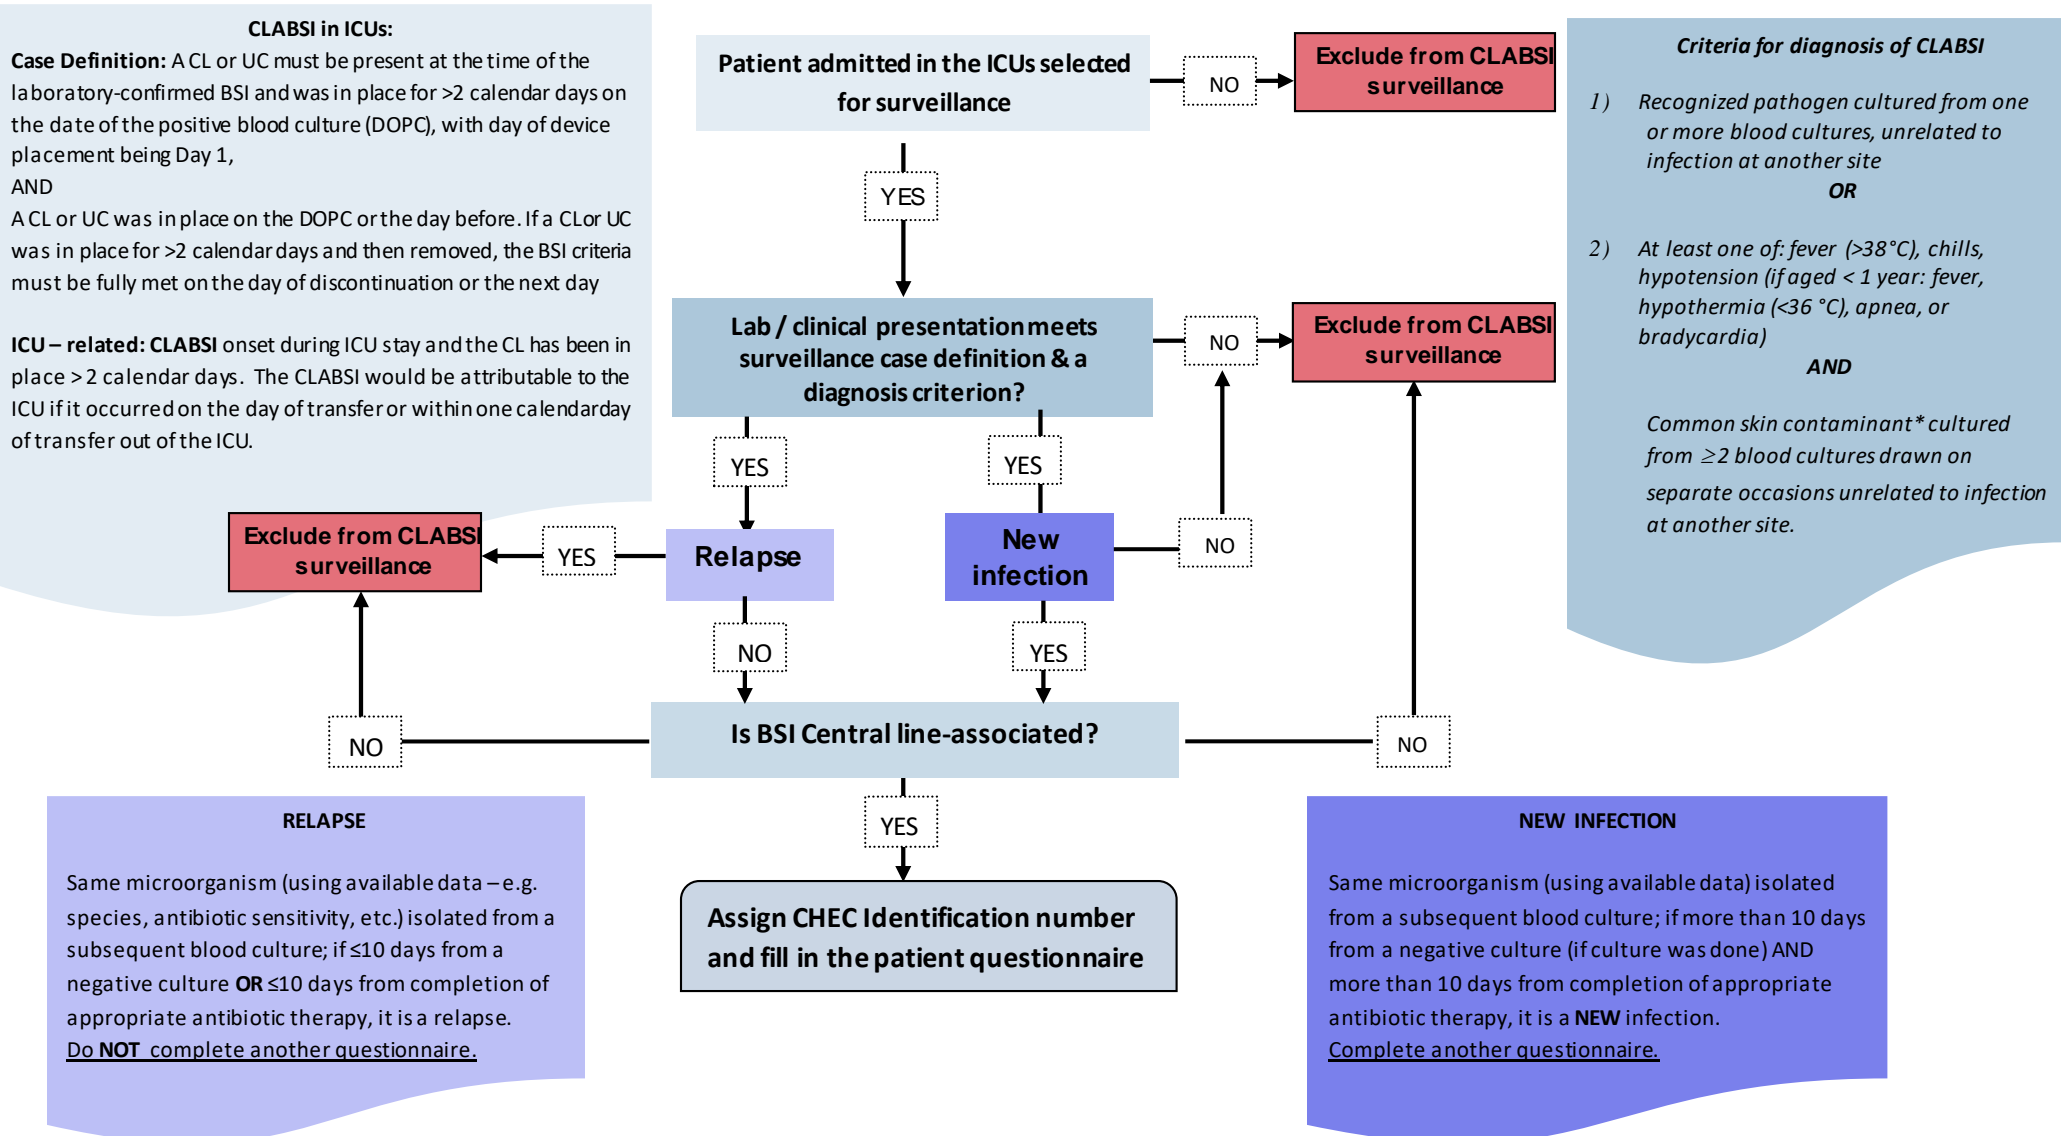 CLABSI in ICUs:
Case Definition: A CL or UC must be present at the time of the
laboratory-confirmed BSI and was in place for >2 calendar days on
the date of the positive blood culture (DOPC), with day of device
placement being Day 1,
AND
A CL or UC was in place on the DOPC or the day before. If a CL or UC
was in place for >2 calendar days and then removed, the BSI criteria
must be fully met on the day of discontinuation or the next day
ICU – related: CLABSI onset during ICU stay and the CL has been in
place > 2 calendar days. The CLABSI would be attributable to the
ICU if it occurred on the day of transfer or within one calendar day
of transfer out of the ICU.
Patient admitted in the ICUs selected
for surveillance
NO
Exclude from CLABSI
surveillance
YES
Lab / clinical presentation meets
surveillance case definition & a
diagnosis criterion?
NO
Exclude from CLABSI
surveillance
YES
YES
Exclude from CLABSI
surveillance
YES
Relapse
New
infection
NO
NO
YES
Is BSI Central line-associated?
NO
NO
YES
Assign CHEC Identification number
and fill in the patient questionnaire
Criteria for diagnosis of CLABSI
1) Recognized pathogen cultured from one
or more blood cultures, unrelated to
infection at another site
OR
2) At least one of: fever (>38°C), chills,
hypotension (if aged < 1 year: fever,
hypothermia (<36 °C), apnea, or
bradycardia)
AND
Common skin contaminant* cultured
from ≥2 blood cultures drawn on
separate occasions unrelated to infection
at another site.
RELAPSE
Same microorganism (using available data – e.g.
species, antibiotic sensitivity, etc.) isolated from a
subsequent blood culture; if ≤10 days from a
negative culture OR ≤10 days from completion of
appropriate antibiotic therapy, it is a relapse.
Do NOT complete another questionnaire.
NEW INFECTION
Same microorganism (using available data) isolated
from a subsequent blood culture; if more than 10 days
from a negative culture (if culture was done) AND
more than 10 days from completion of appropriate
antibiotic therapy, it is a NEW infection.
Complete another questionnaire.